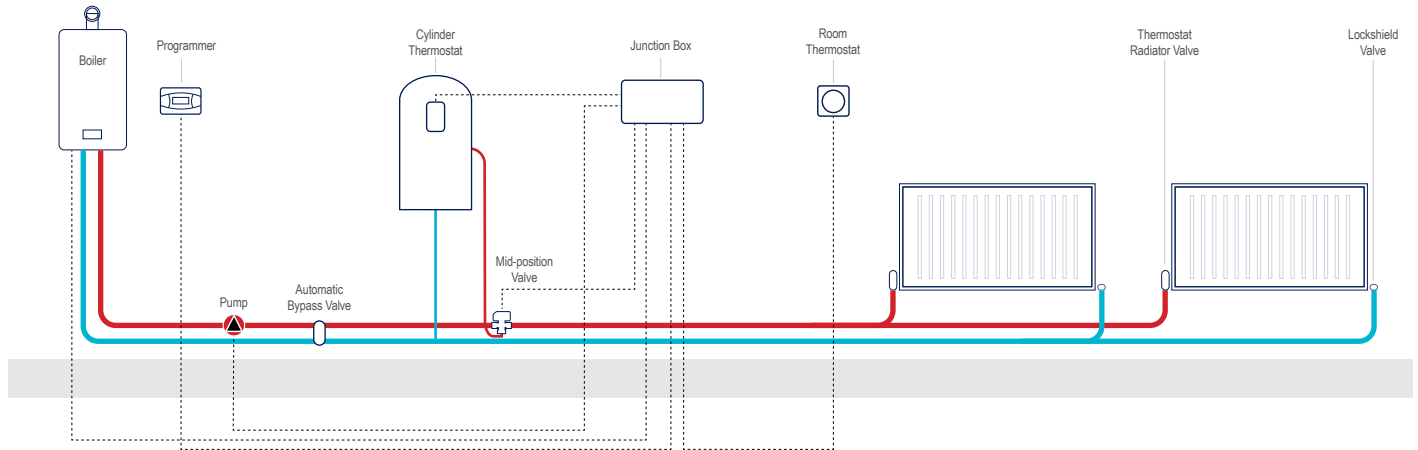 Boiler
Programmer
Cylinder
Thermostat
Junction Box
Room
Thermostat
Thermostat
Radiator Valve
Lockshield
Valve
Mid-position
Valve
Automatic
Bypass Valve
Pump